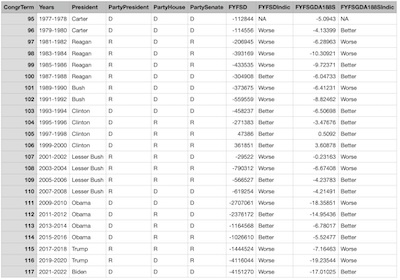 CongrTerm Years President PartyPresident PartyHouse PartySenate FYFSD FYFSDIndic FYFSGDA188S FYFSGDA188SIndic
95 1977-1978 Carter D D D -112844 NA -5.0943 NA
96 1979-1980 Carter D D D -114556 Worse -4.13399 Better
97 1981-1982 Reagan R D R -206945 Worse -6.28963 Worse
98 1983-1984 Reagan R D R -393169 Worse -10.30921 Worse
99 1985-1986 Reagan R D R -433535 Worse -9.72371 Better
100 1987-1988 Reagan R D D -304908 Better -6.04733 Better
101 1989-1990 Bush R D D -373675 Worse -6.41231 Worse
102 1991-1992 Bush R D D -559559 Worse -8.82462 Worse
103 1993-1994 Clinton D D D -458237 Better -6.50698 Better
104 1995-1996 Clinton D R R -271383 Better -3.47676 Better
105 1997-1998 Clinton D R R 47386 Better 0.5092 Better
106 1999-2000 Clinton D R R 361851 Better 3.60878 Better
107 2001-2002 Lesser Bush R R D -29522 Worse -0.23163 Worse
108 2003-2004 Lesser Bush R R R -790312 Worse -6.67408 Worse
109 2005-2006 Lesser Bush R R R -566527 Better -4.23783 Better
110 2007-2008 Lesser Bush R D D -619254 Worse -4.21491 Better
111 2009-2010 Obama D D D -2707061 Worse -18.35851 Worse
112 2011-2012 Obama D R D -2376172 Better -14.95436 Better
113 2013-2014 Obama D R D -1164568 Better -6.78017 Better
114 2015-2016 Obama D R R -1026610 Better -5.52477 Better
115 2017-2018 Trump R R R -1444524 Worse -7.16463 Worse
116 2019-2020 Trump R D R -4116044 Worse -19.23544 Worse
117 2021-2022 Biden D D D -4151270 Worse -17.01025 Better